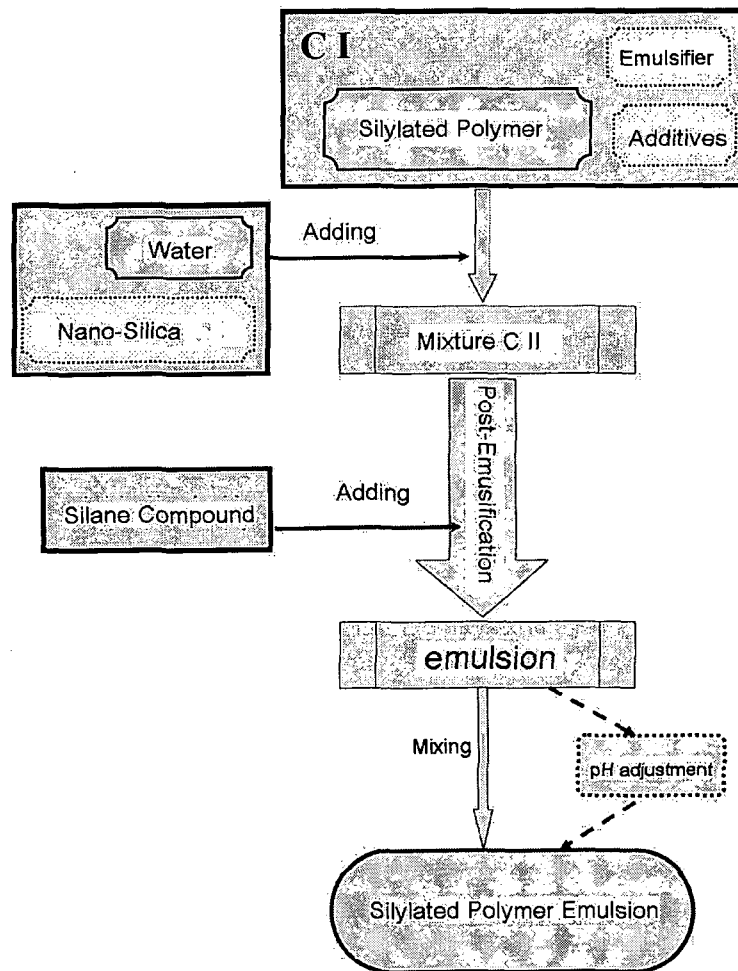 C I
Emulsifier
Silylated Polymer
Additives
Water
Adding
Nano-Silica
Mixture C II
Post-Emusification
Silane Compound
Adding
emulsion
Mixing
pH adjustment
Silylated Polymer Emulsion